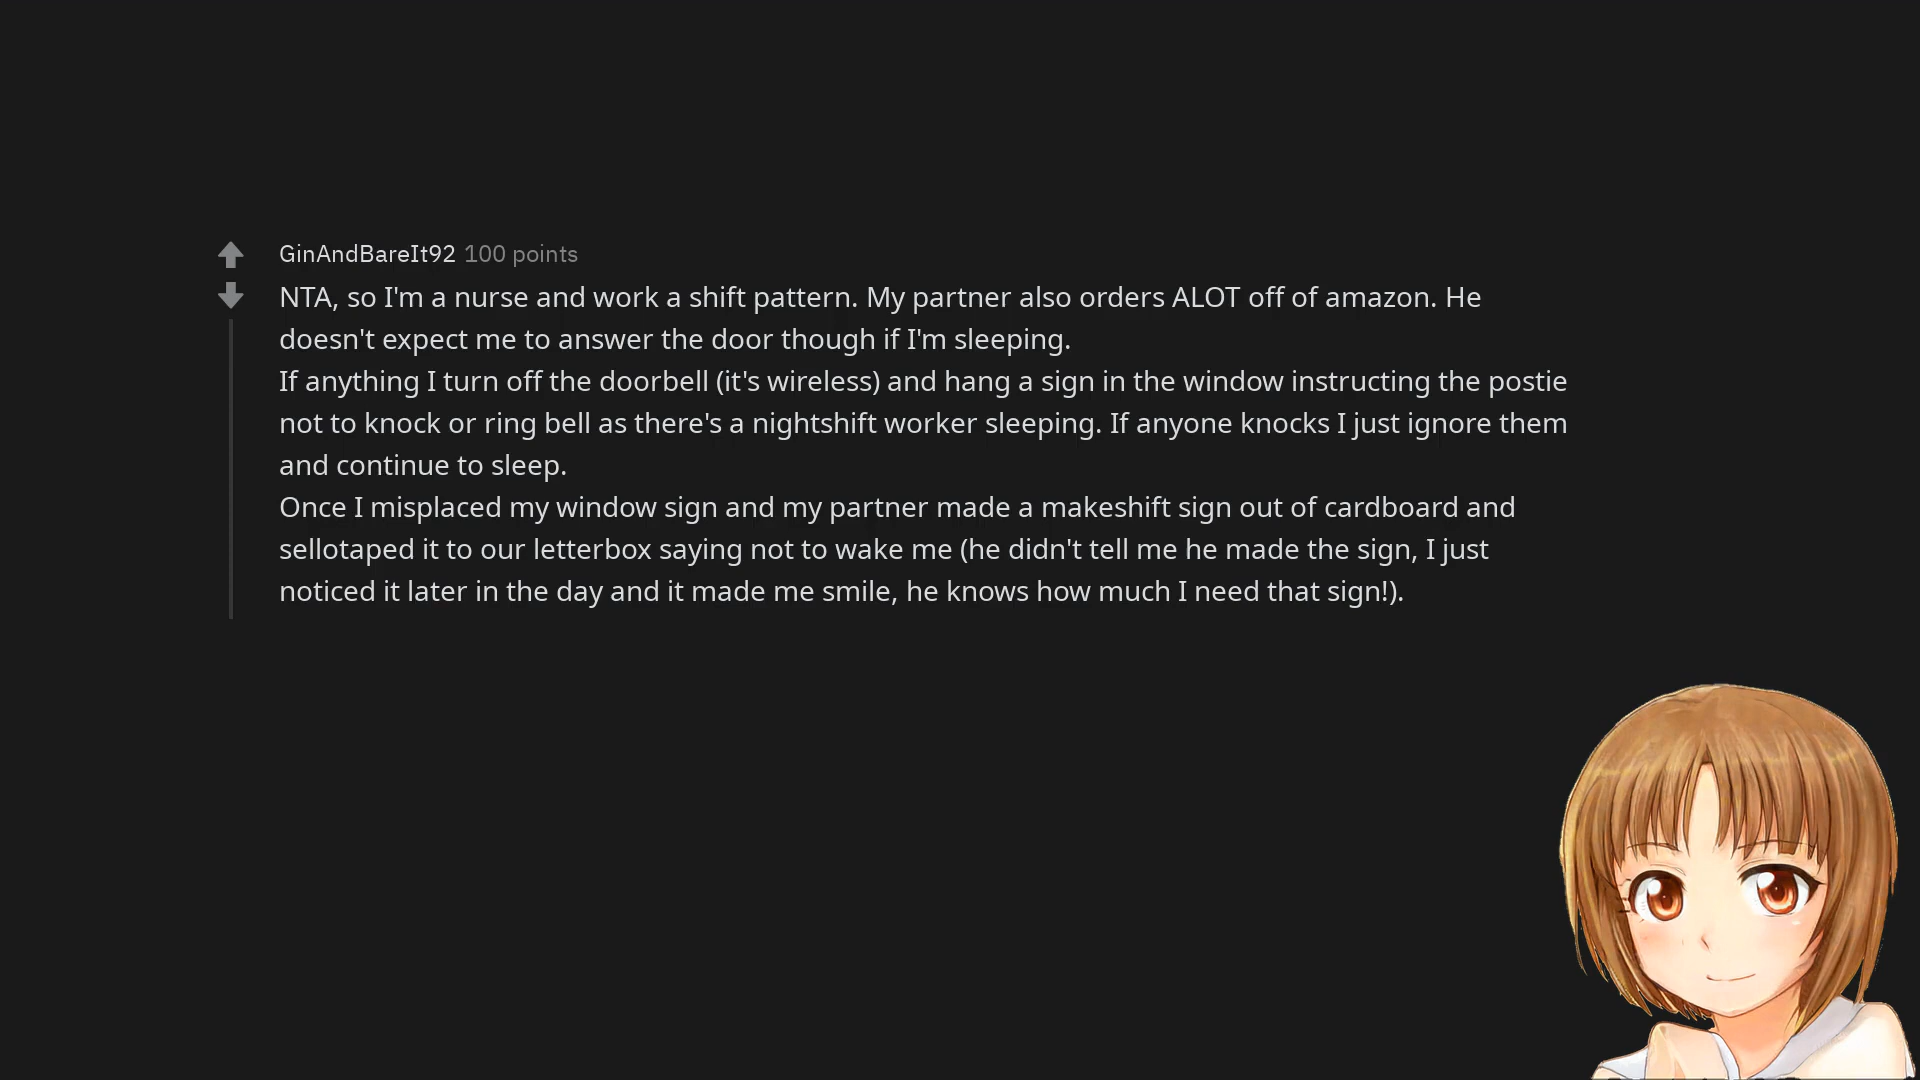 GinAndBareIt92 100 points
NTA, so I'm a nurse and work a shift pattern. My partner also orders ALOT off of amazon. He
doesn't expect me to answer the door though if I'm sleeping.
If anything I turn off the doorbell (it's wireless) and hang a sign in the window instructing the postie
not to knock or ring bell as there's a nightshift worker sleeping. If anyone knocks I just ignore them
and continue to sleep.
Once I misplaced my window sign and my partner made a makeshift sign out of cardboard and
sellotaped it to our letterbox saying not to wake me (he didn't tell me he made the sign, I just
noticed it later in the day and it made me smile, he knows how much I need that sign!).